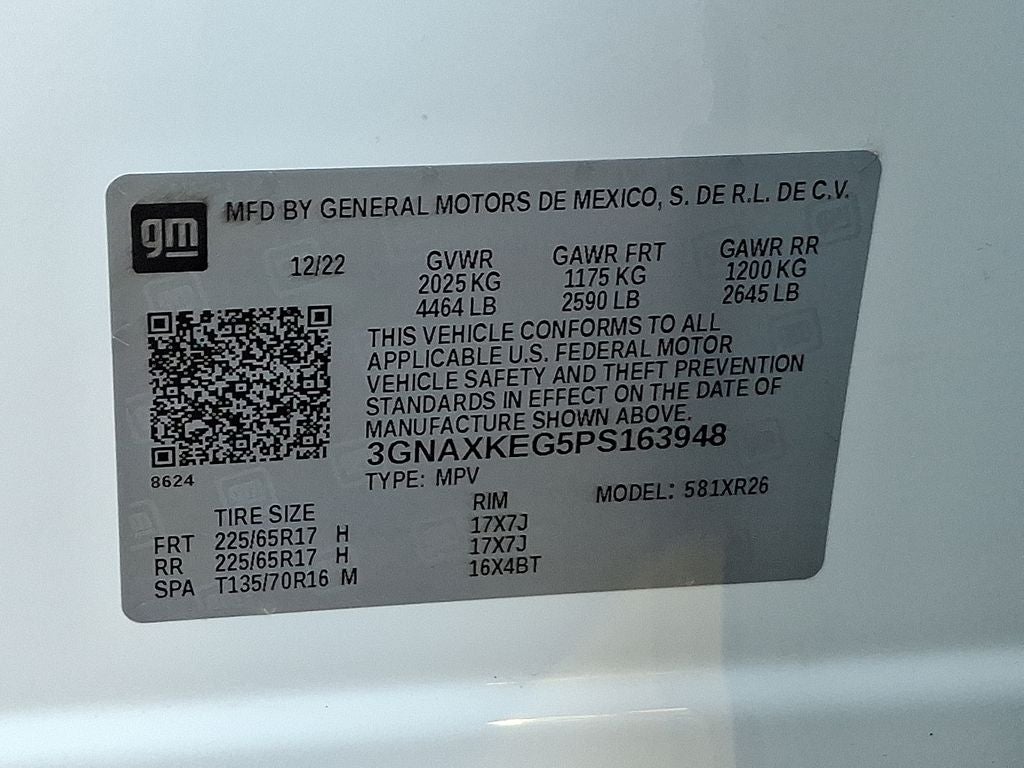 gm
MFD BY GENERAL MOTORS DE MEXICO, S. DE R.L. DE C.V.
12/22 GVWR GAWR FRT GAWR RR
2025 KG 1175 KG 1200 KG
4464 LB 2590 LB 2645 LB
THIS VEHICLE CONFORMS TO ALL
APPLICABLE U.S. FEDERAL MOTOR
VEHICLE SAFETY AND THEFT PREVENTION
STANDARDS IN EFFECT ON THE DATE OF
MANUFACTURE SHOWN ABOVE.
3GNAXKEG5PS163948
8624
TYPE: MPV MODEL: 581XR26
TIRE SIZE RIM
FRT 225/65R17 H 17X7J
RR 225/65R17 H 17X7J
SPA T135/70R16 M 16X4BT